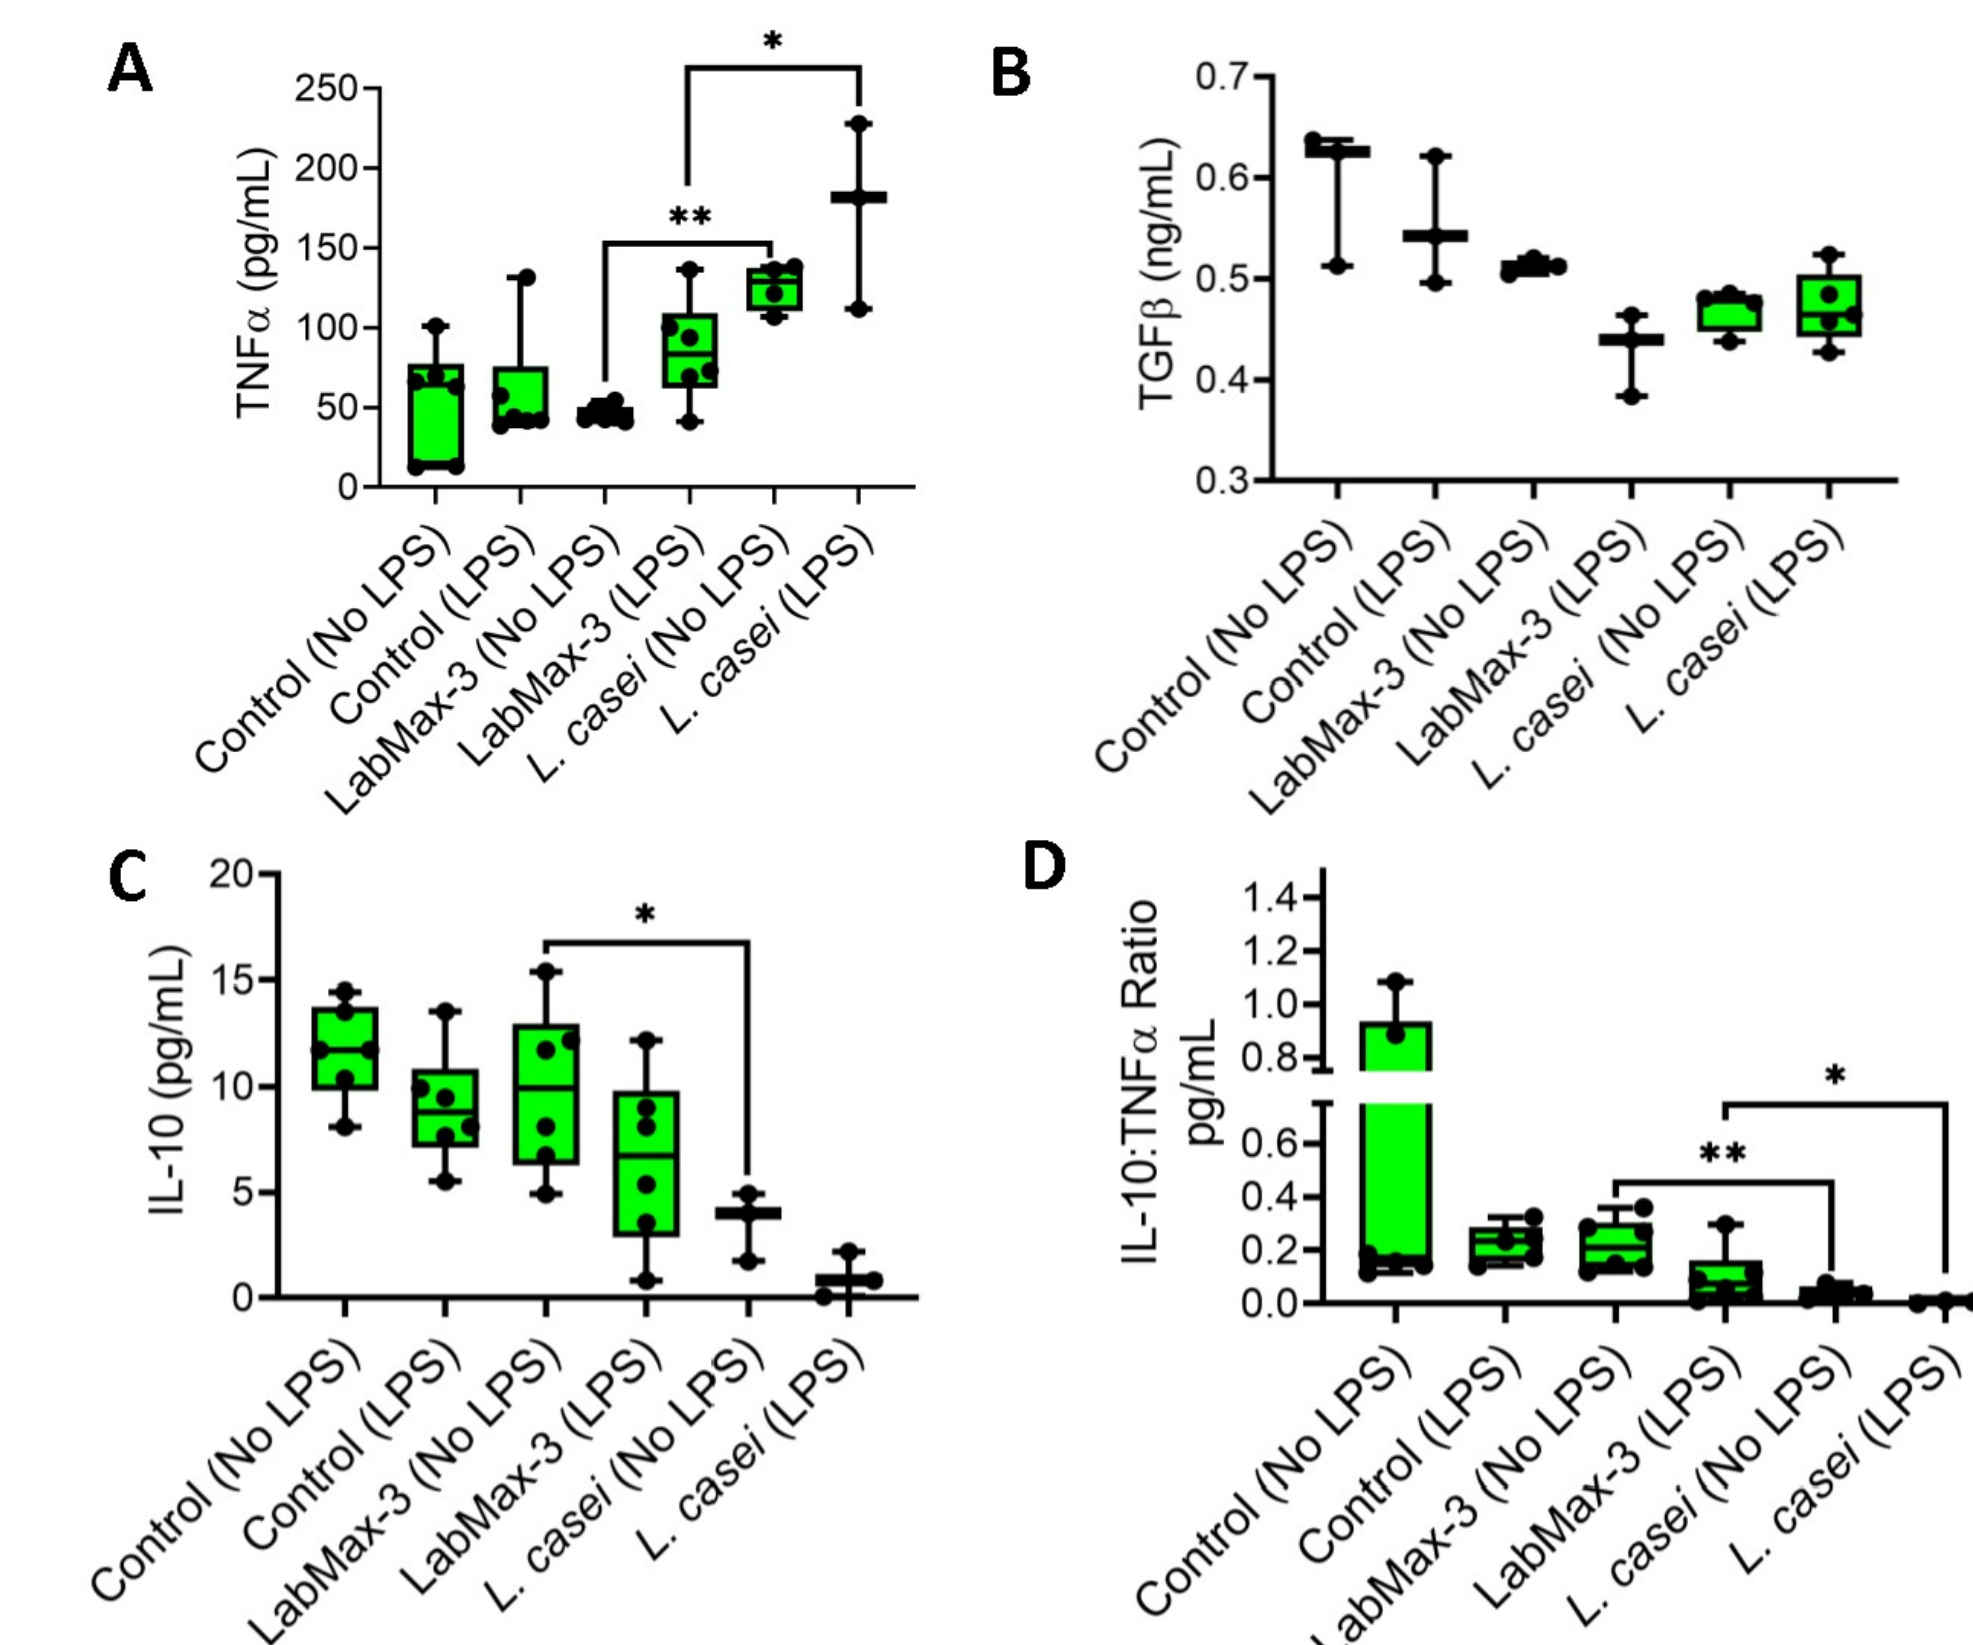 A
TNFα (pg/mL)
250
200
150
100
50
0
*
**
Control (No LPS)
Control (LPS)
LabMax-3 (No LPS)
LabMax-3 (LPS)
L. casei (No LPS)
L. casei (LPS)
B
TGFβ (ng/mL)
0.7
0.6
0.5
0.4
0.3
Control (No LPS)
Control (LPS)
LabMax-3 (No LPS)
LabMax-3 (LPS)
L. casei (No LPS)
L. casei (LPS)
C
IL-10 (pg/mL)
20
15
10
5
0
*
Control (No LPS)
Control (LPS)
LabMax-3 (No LPS)
LabMax-3 (LPS)
L. casei (No LPS)
L. casei (LPS)
D
IL-10:TNFα Ratio
pg/mL
1.4
1.2
1.0
0.8
0.6
0.4
0.2
0.0
*
**
Control (No LPS)
Control (LPS)
LabMax-3 (No LPS)
LabMax-3 (LPS)
L. casei (No LPS)
L. casei (LPS)